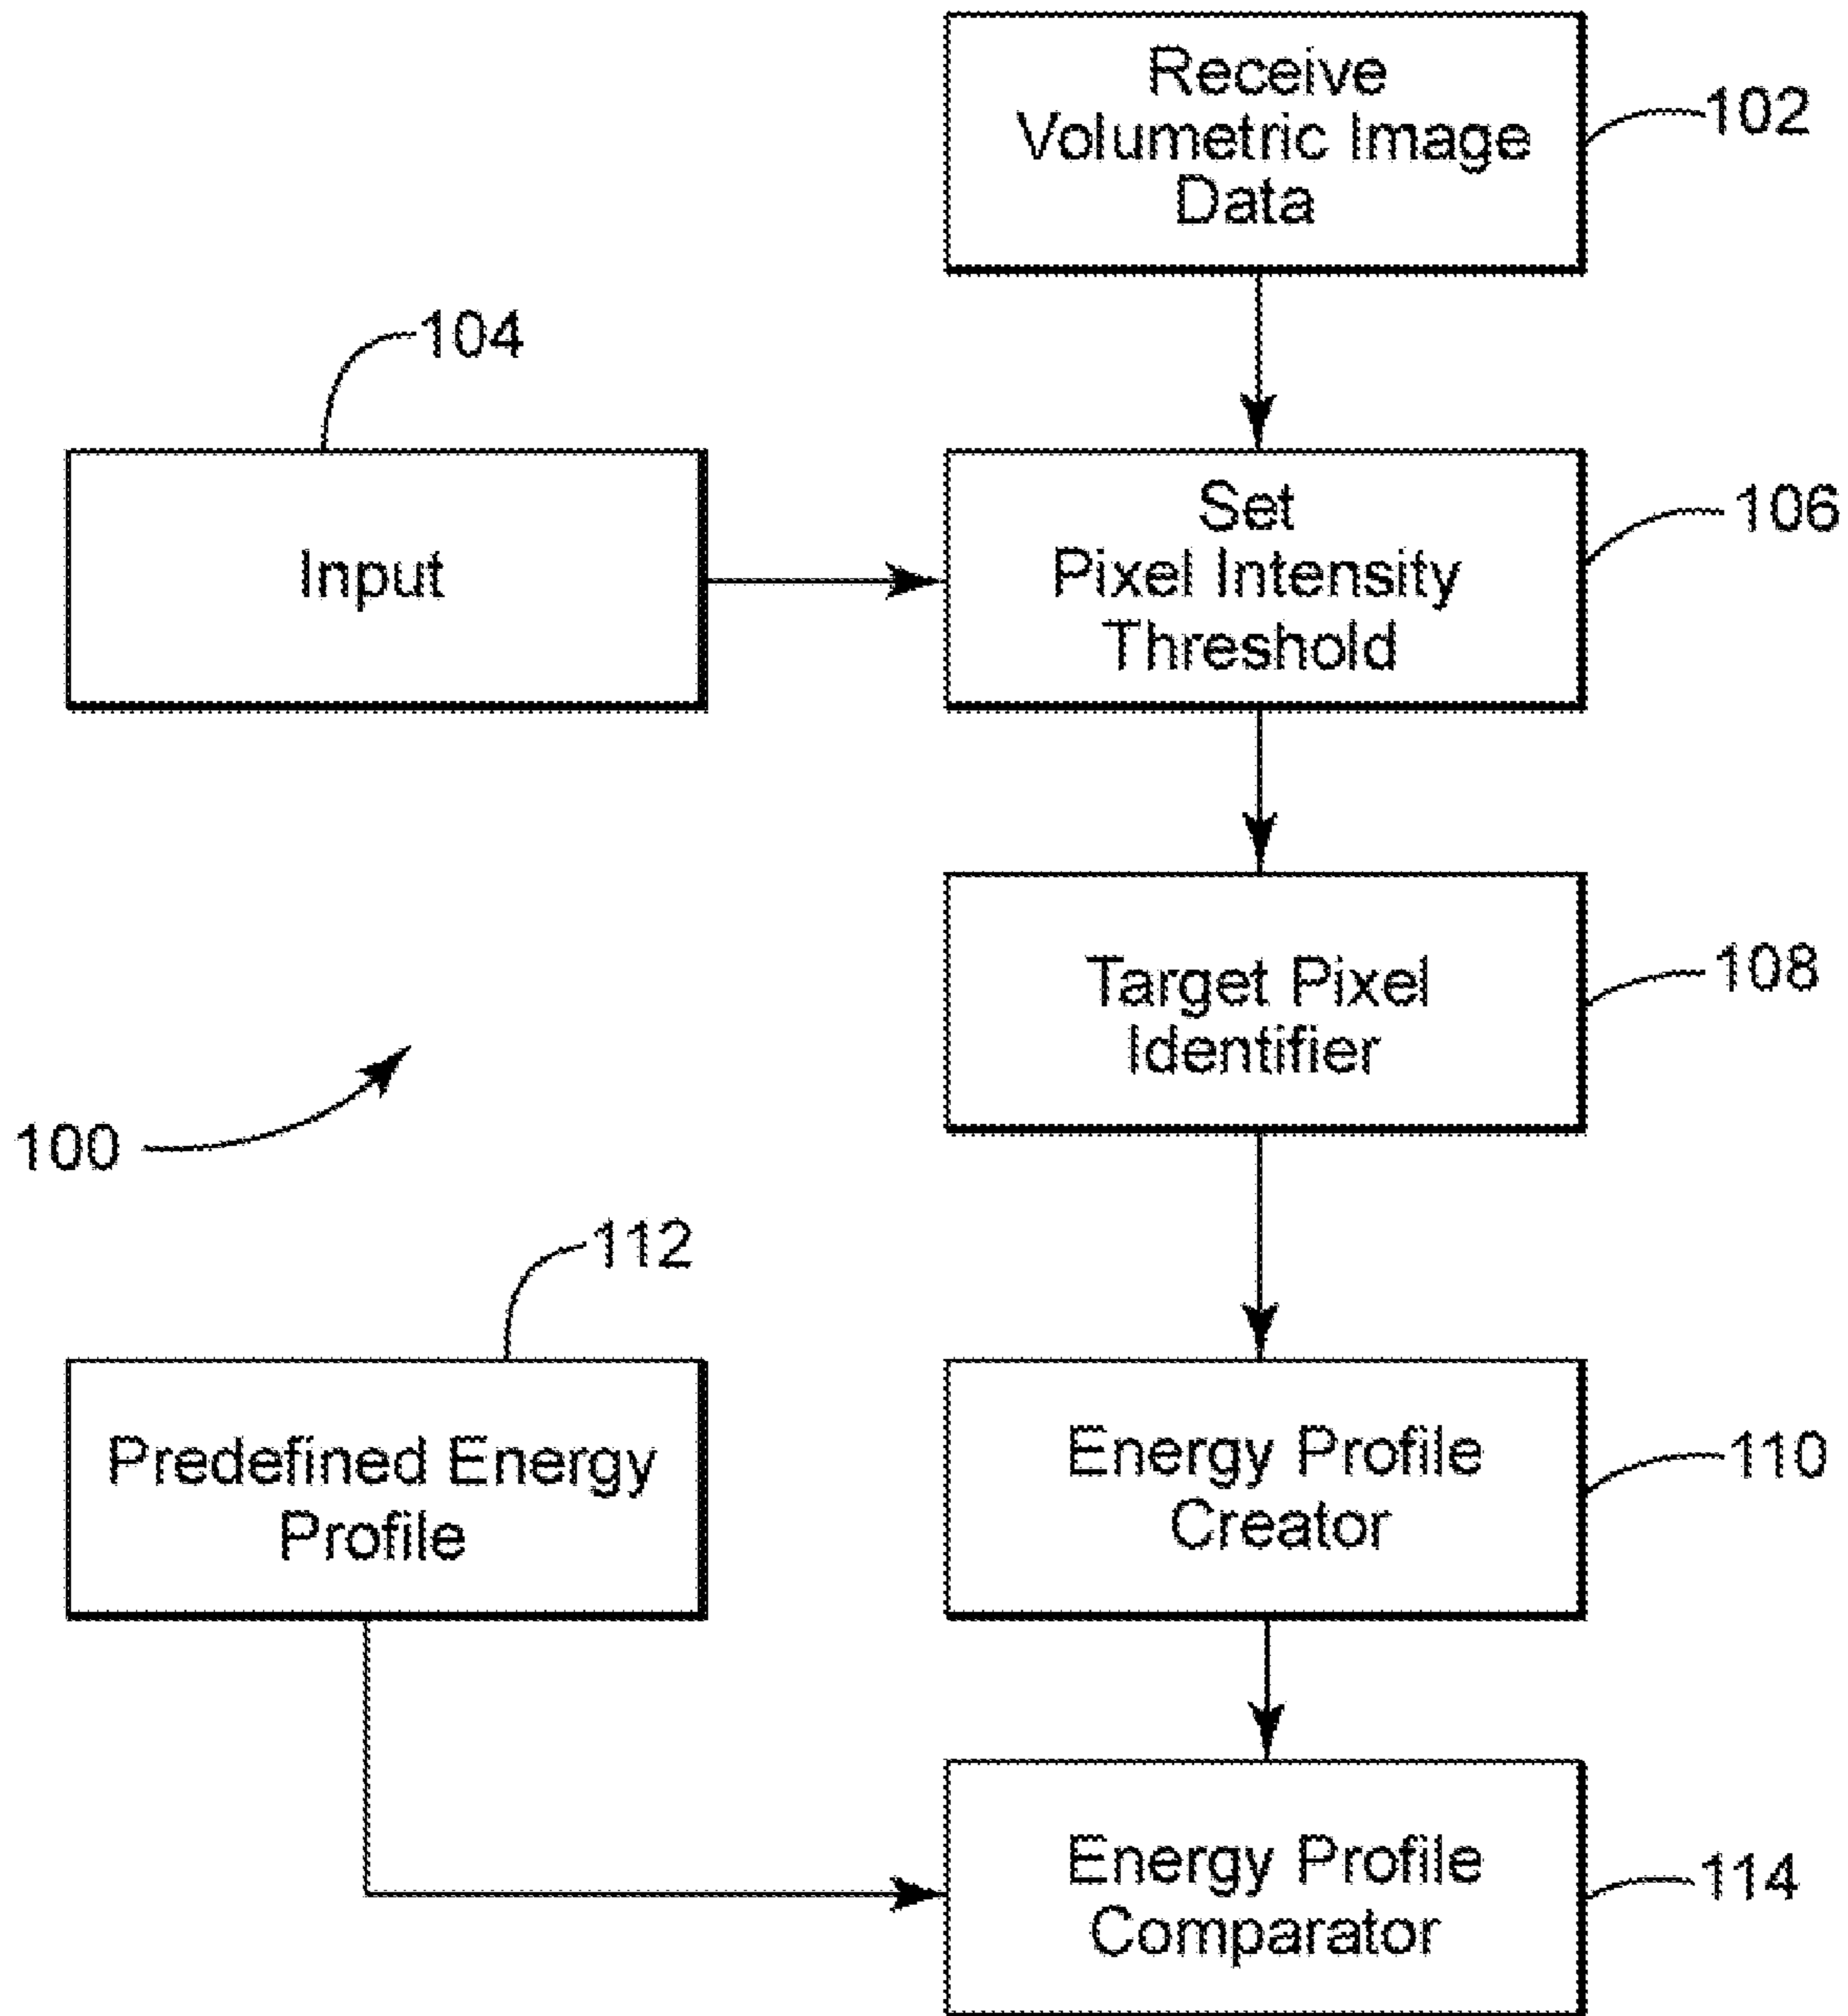 Receive
Volumetric Image
Data
102
104
Input
Set
Pixel Intensity
Threshold
106
Target Pixel
Identifier
108
100
112
Predefined Energy
Profile
Energy Profile
Creator
110
Energy Profile
Comparator
114